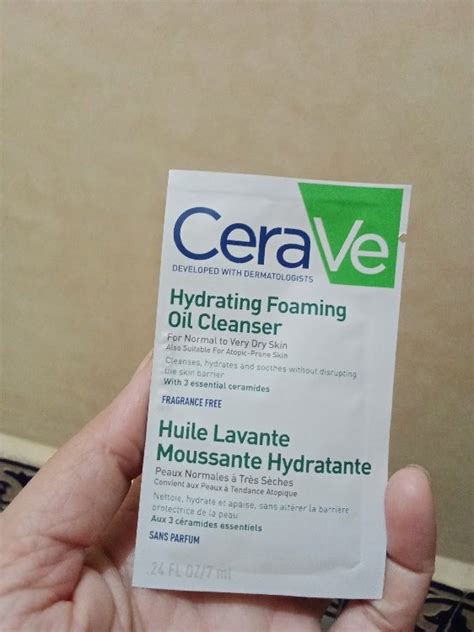 CeraVe
DEVELOPED WITH DERMATOLOGISTS
Hydrating Foaming
Oil Cleanser
For Normal to Very Dry Skin
Also Suitable For Atopic-Prone Skin
Cleanses, hydrates and soothes without disrupting
the skin barrier
With 3 essential ceramides
FRAGRANCE FREE
Huile Lavante
Moussante Hydratante
Peaux Normales à Très Sèches
Convient aux Peaux à Tendance Atopique
Nettoie, hydrate et apaise, sans altérer la barrière
protectrice de la peau
Aux 3 céramides essentiels
SANS PARFUM
.24 FL OZ/7 ml